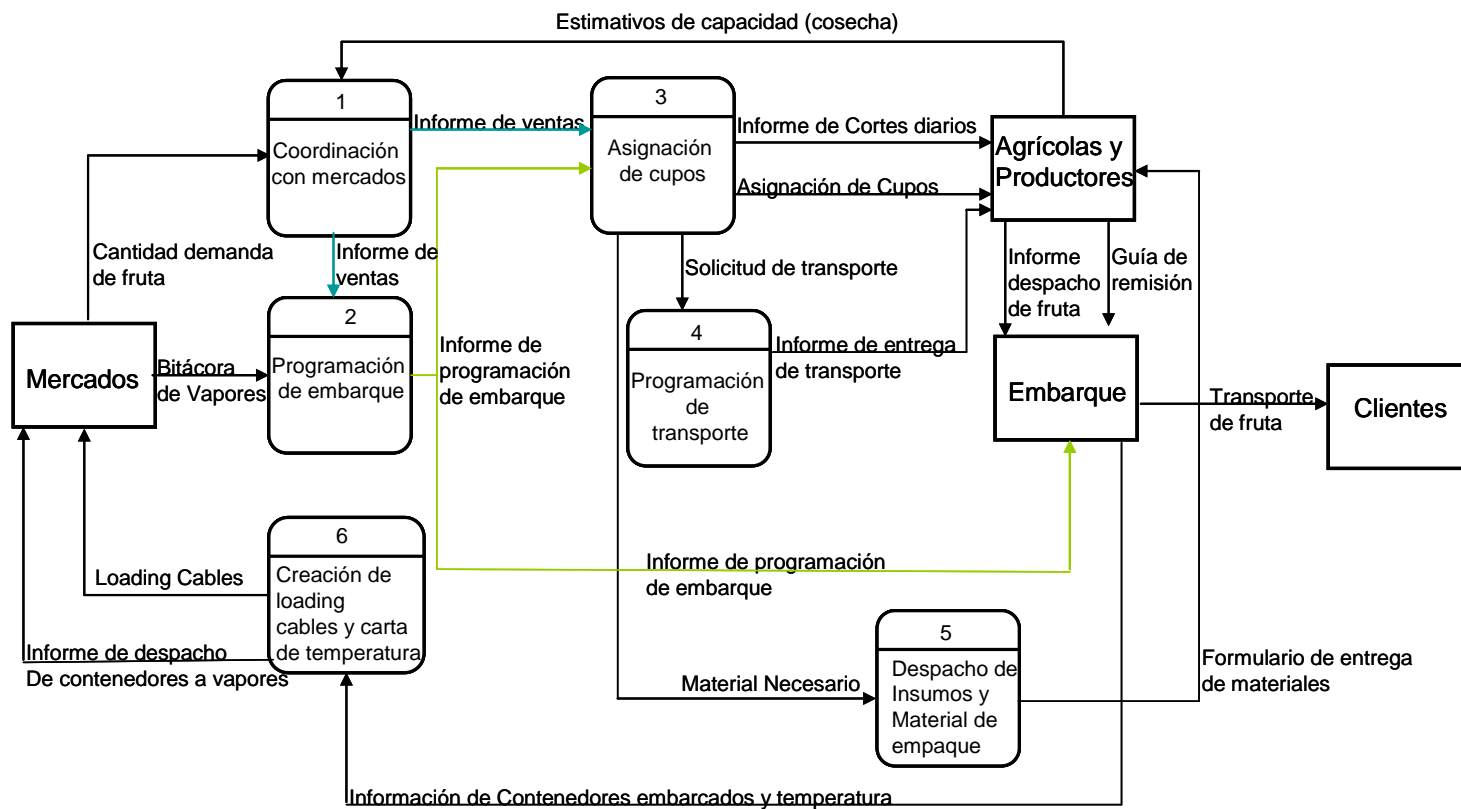 Estimativos de capacidad (cosecha)
1
Coordinación
con mercados
Informe de ventas
3
Asignación
de cupos
Informe de Cortes diarios
Asignación de Cupos
Agrícolas y
Productores
Cantidad demanda
de fruta
Informe de
ventas
Solicitud de transporte
Informe
despacho
de fruta
Guía de
remisión
Mercados
Bitácora
de Vapores
2
Programación
de embarque
Informe de
programación
de embarque
4
Programación
de
transporte
Informe de entrega
de transporte
Embarque
Transporte
de fruta
Clientes
6
Creación de
loading
cables y carta
de temperatura
Loading Cables
Informe de despacho
De contenedores a vapores
Informe de programación
de embarque
Material Necesario
5
Despacho de
Insumos y
Material de
empaque
Formulario de entrega
de materiales
Información de Contenedores embarcados y temperatura